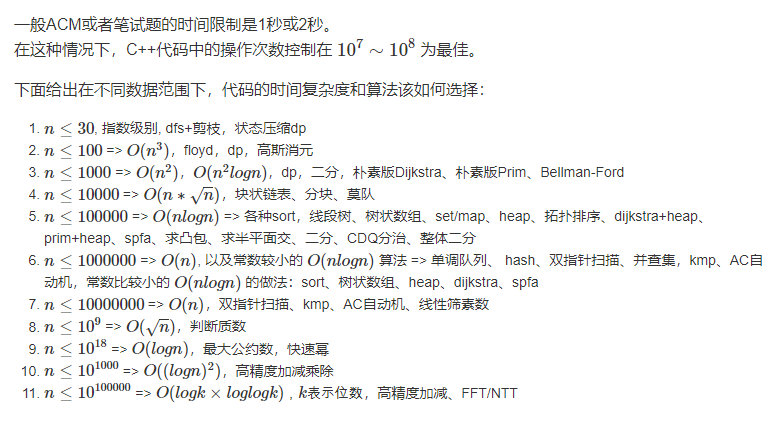 一般ACM或者笔试题的时间限制是1秒或2秒。
在这种情况下，C++代码中的操作次数控制在 10^7 ∼ 10^8 为最佳。
下面给出在不同数据范围下，代码的时间复杂度和算法该如何选择：
1. n ≤ 30, 指数级别, dfs+剪枝，状态压缩dp
2. n ≤ 100 => O(n^3)，floyd，dp，高斯消元
3. n ≤ 1000 => O(n^2)，O(n^2logn)，dp，二分，朴素版Dijkstra、朴素版Prim、Bellman-Ford
4. n ≤ 10000 => O(n ∗ √n)，块状链表、分块、莫队
5. n ≤ 100000 => O(nlogn) => 各种sort，线段树、树状数组、set/map、heap、拓扑排序、dijkstra+heap、
prim+heap、spfa、求凸包、求半平面交、二分、CDQ分治、整体二分
6. n ≤ 1000000 => O(n), 以及常数较小的 O(nlogn) 算法 => 单调队列、 hash、双指针扫描、并查集，kmp、AC自
动机，常数比较小的 O(nlogn) 的做法：sort、树状数组、heap、dijkstra、spfa
7. n ≤ 10000000 => O(n)，双指针扫描、kmp、AC自动机、线性筛素数
8. n ≤ 10^9 => O(√n)，判断质数
9. n ≤ 10^18 => O(logn)，最大公约数，快速幂
10. n ≤ 10^1000 => O((logn)^2)，高精度加减乘除
11. n ≤ 10^100000 => O(logk × loglogk)，k表示位数，高精度加减、FFT/NTT